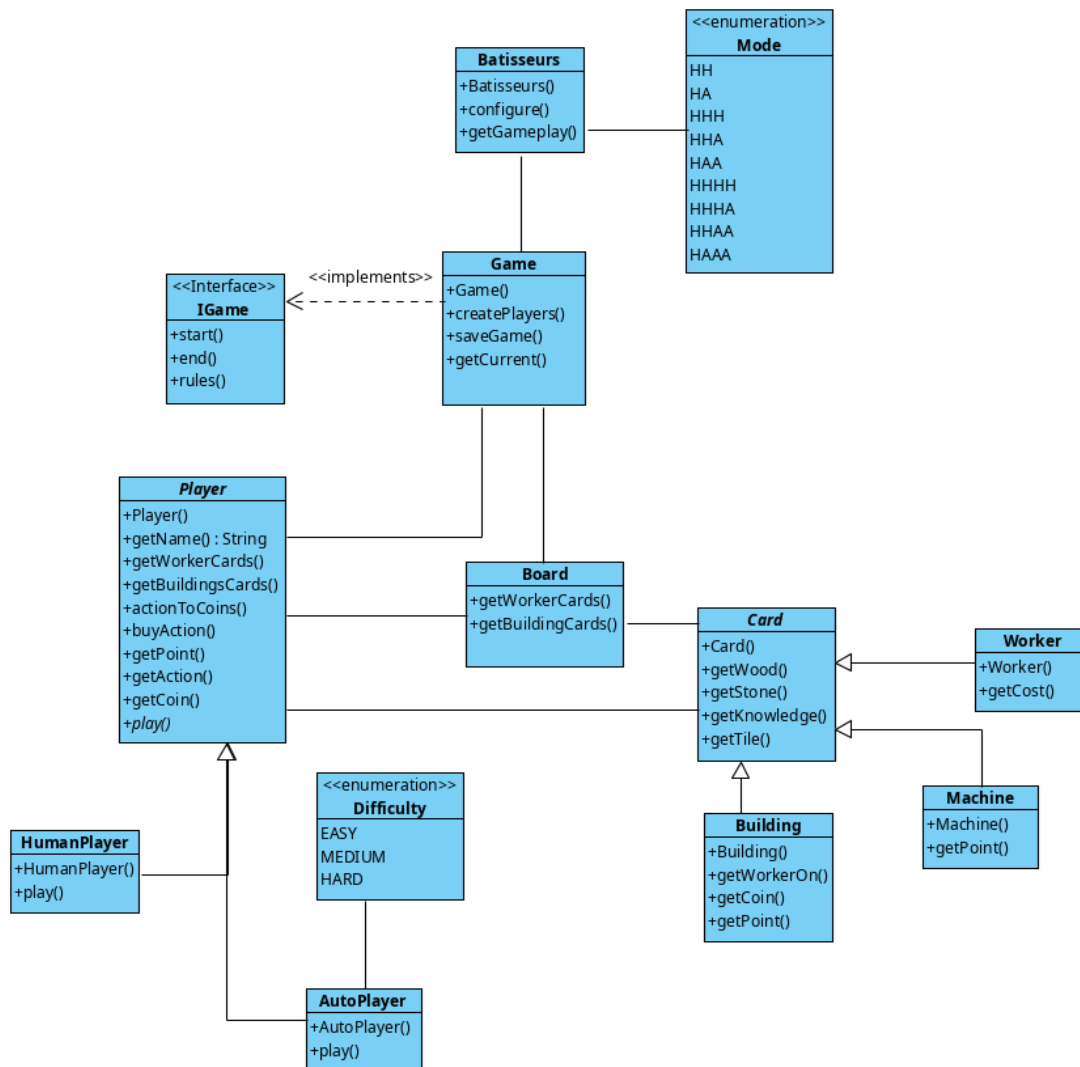 <<enumeration>>
Mode
HH
HA
HHH
HHA
HAA
HHHH
HHHA
HHAA
HAAA
Batisseurs
+Batisseurs()
+configure()
+getGameplay()
Game
+Game()
+createPlayers()
+saveGame()
+getCurrent()
<<implements>>
<<Interface>>
IGame
+start()
+end()
+rules()
Player
+Player()
+getName() : String
+getWorkerCards()
+getBuildingsCards()
+actionToCoins()
+buyAction()
+getPoint()
+getAction()
+getCoin()
+play()
Board
+getWorkerCards()
+getBuildingCards()
Card
+Card()
+getWood()
+getStone()
+getKnowledge()
+getTile()
Worker
+Worker()
+getCost()
Machine
+Machine()
+getPoint()
Building
+Building()
+getWorkerOn()
+getCoin()
+getPoint()
<<enumeration>>
Difficulty
EASY
MEDIUM
HARD
HumanPlayer
+HumanPlayer()
+play()
AutoPlayer
+AutoPlayer()
+play()